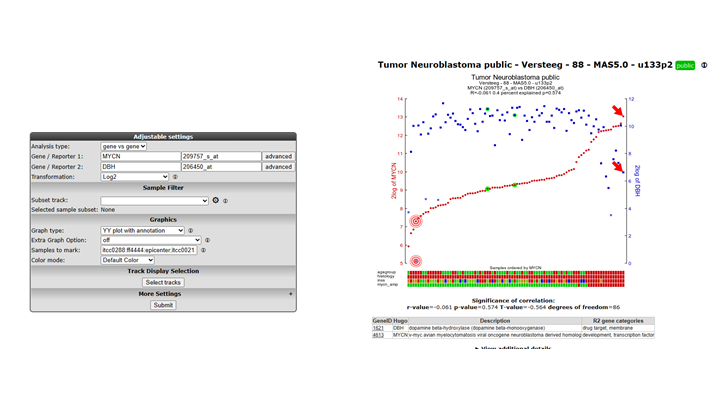 Adjustable settings
Analysis type: gene vs gene
Gene / Reporter 1: MYCN 209757_s_at advanced
Gene / Reporter 2: DBH 206450_at advanced
Transformation: Log2
Sample Filter
Subset track:
Selected sample subset: None
Graphics
Graph type: YY plot with annotation
Extra Graph Option: off
Samples to mark: itcc0288:ff4444:epicenter;itcc0021
Color mode: Default Color
Track Display Selection
Select tracks
More Settings +
Submit
Tumor Neuroblastoma public - Versteeg - 88 - MAS5.0 - u133p2 public
Tumor Neuroblastoma public
Versteeg - 88 - MAS5.0 - u133p2
MYCN (209757_s_at) vs DBH (206450_at)
R=-0.061 0.4 percent explained p=0.574
14 12
13
12 10
11
10 8
9 6
8 4
7
6 2
5 0
2log of MYCN
2log of DBH
Samples ordered by MYCN
agegroup
histology
inss
mycn_amp
Significance of correlation:
r-value=-0.061 p-value=0.574 T-value=-0.564 degrees of freedom=86
GeneID Hugo Description R2 gene categories
1621 DBH dopamine beta-hydroxylase (dopamine beta-monooxygenase) drug target, membrane
4613 MYCN v-myc avian myelocytomatosis viral oncogene neuroblastoma derived homolog development, transcription factor
► View additional details